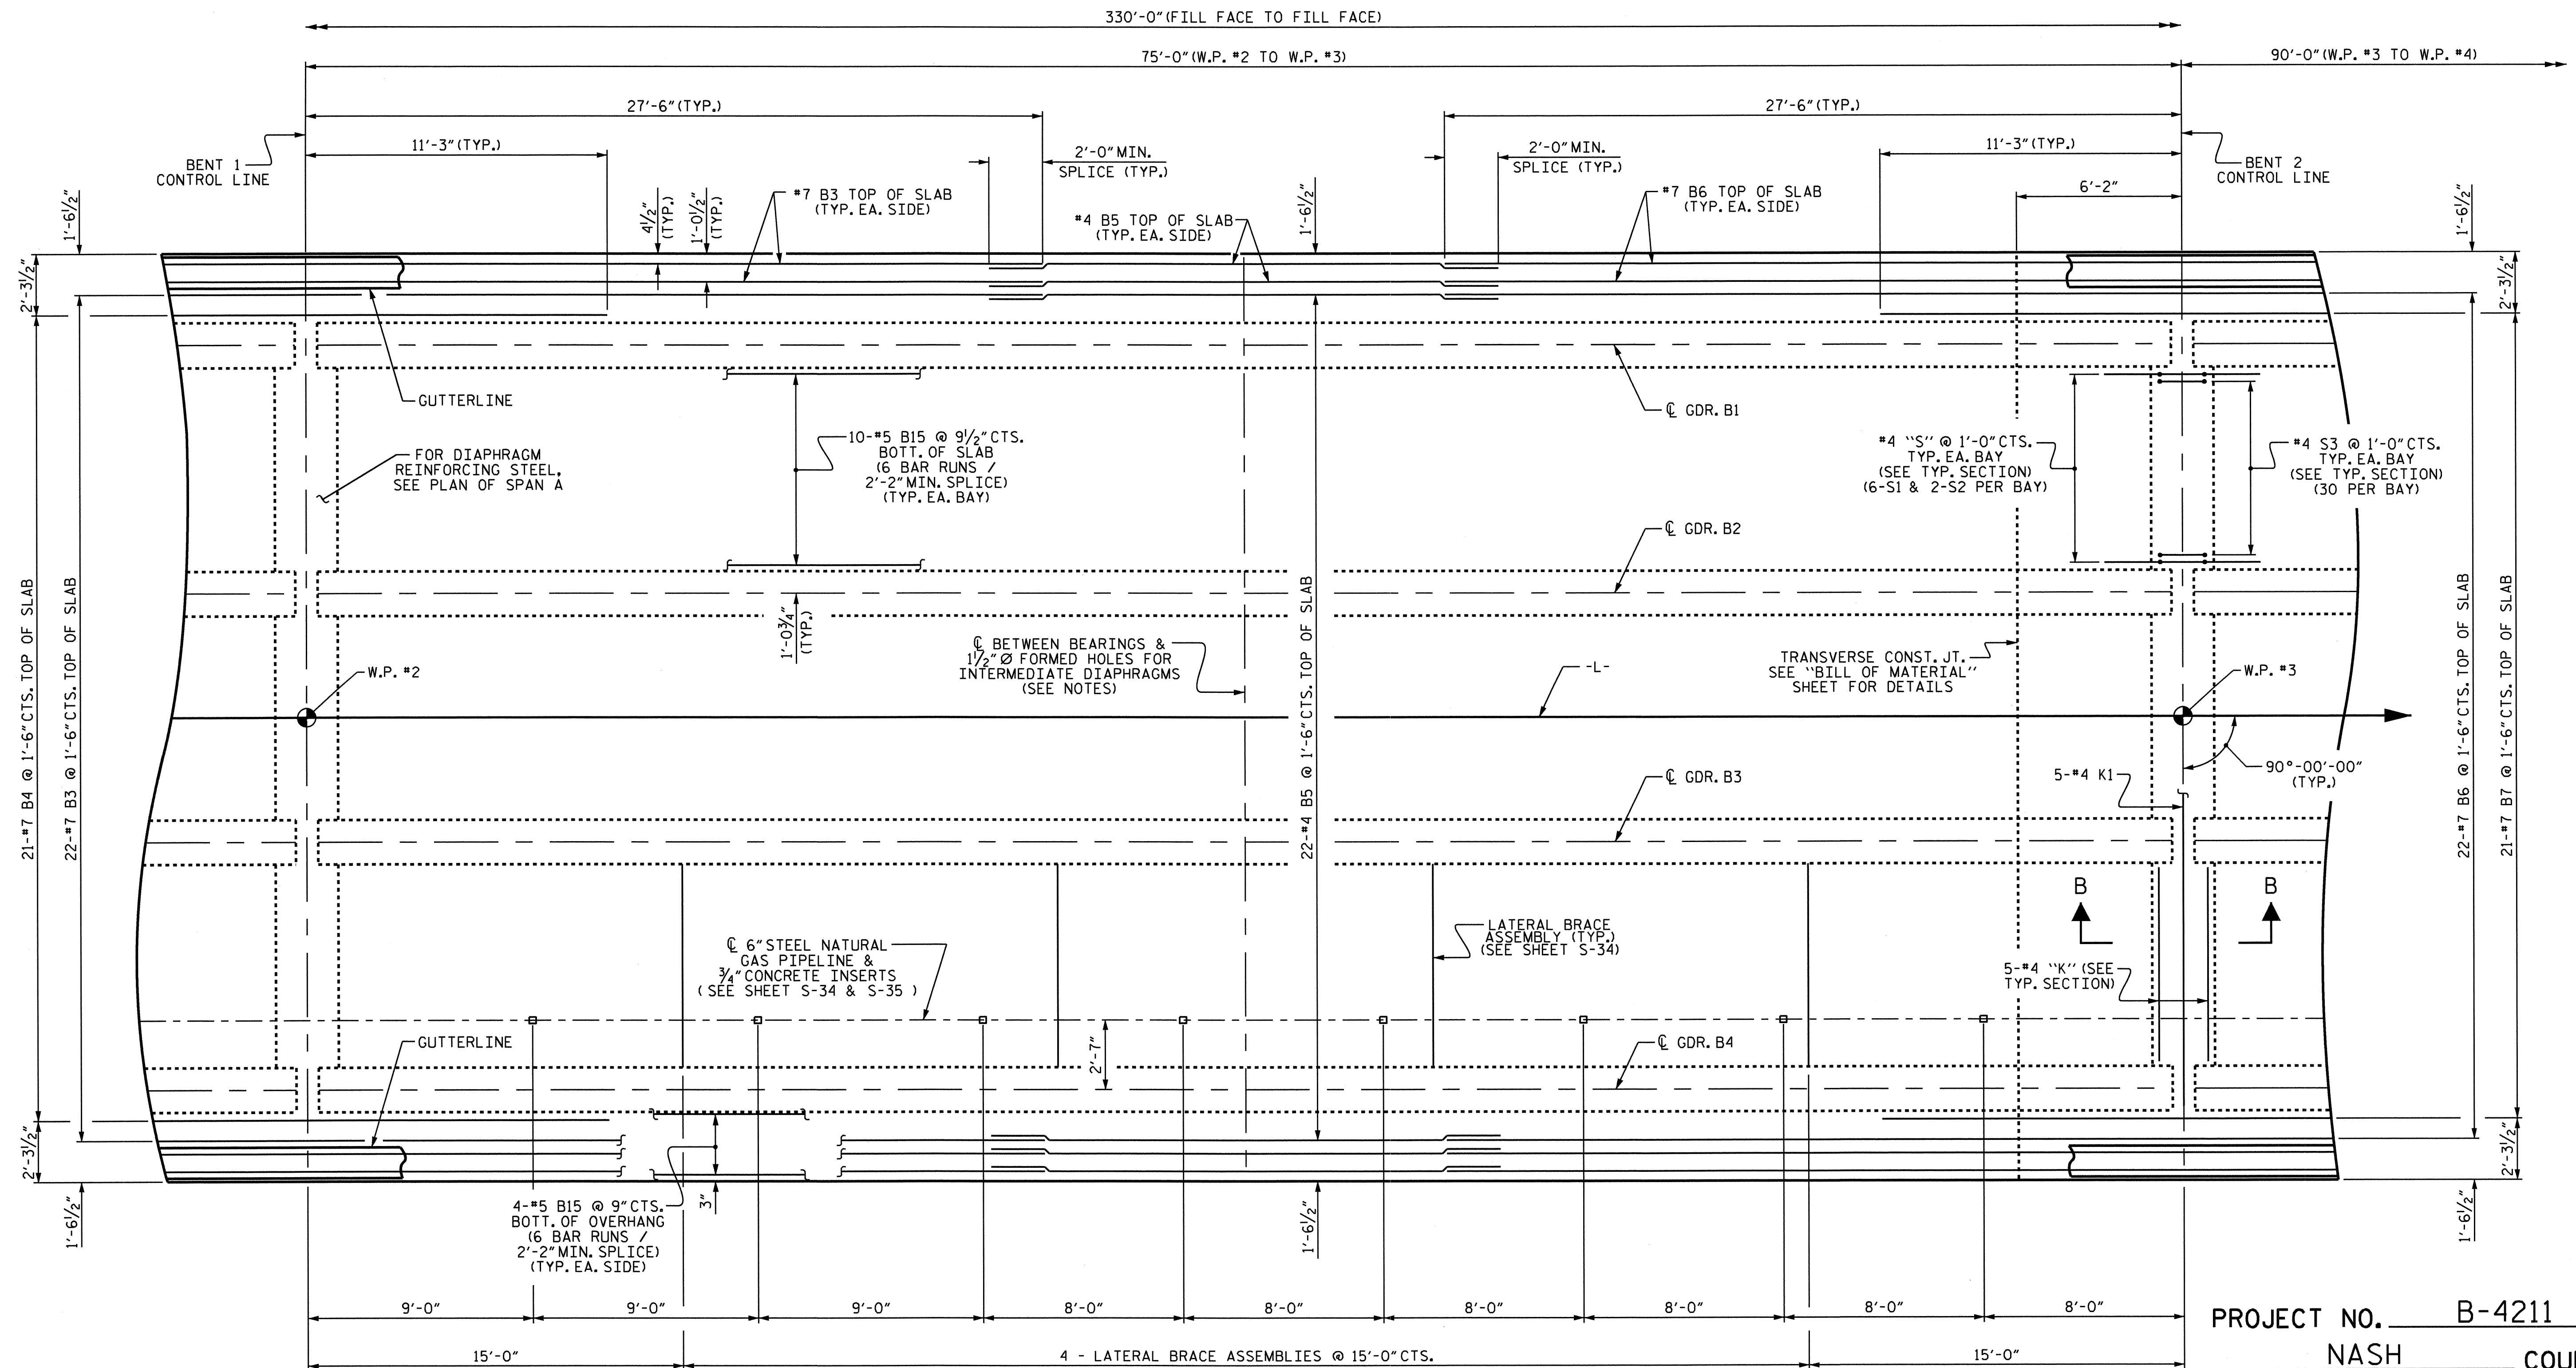 330'-0" (FILL FACE TO FILL FACE)
75'-0" (W.P. #2 TO W.P. #3)
90'-0" (W.P. #3 TO W.P. #4)
27'-6" (TYP.)
27'-6" (TYP.)
11'-3" (TYP.)
11'-3" (TYP.)
BENT 1
CONTROL LINE
2'-0" MIN.
SPLICE (TYP.)
2'-0" MIN.
SPLICE (TYP.)
BENT 2
CONTROL LINE
6'-2"
1'-6½"
4½"
(TYP.)
1'-0½"
(TYP.)
#7 B3 TOP OF SLAB
(TYP. EA. SIDE)
#4 B5 TOP OF SLAB
(TYP. EA. SIDE)
1'-6½"
#7 B6 TOP OF SLAB
(TYP. EA. SIDE)
1'-6½"
2'-3½"
2'-3½"
GUTTERLINE
℄ GDR. B1
FOR DIAPHRAGM
REINFORCING STEEL,
SEE PLAN OF SPAN A
10-#5 B15 @ 9½" CTS.
BOTT. OF SLAB
(6 BAR RUNS /
2'-2" MIN. SPLICE)
(TYP. EA. BAY)
#4 "S" @ 1'-0" CTS.
TYP. EA. BAY
(SEE TYP. SECTION)
(6-S1 & 2-S2 PER BAY)
#4 S3 @ 1'-0" CTS.
TYP. EA. BAY
(SEE TYP. SECTION)
(30 PER BAY)
℄ GDR. B2
21-#7 B4 @ 1'-6" CTS. TOP OF SLAB
22-#7 B3 @ 1'-6" CTS. TOP OF SLAB
1'-0¾"
(TYP.)
℄ BETWEEN BEARINGS &
1½" Ø FORMED HOLES FOR
INTERMEDIATE DIAPHRAGMS
(SEE NOTES)
22-#4 B5 @ 1'-6" CTS. TOP OF SLAB
-L-
TRANSVERSE CONST. JT.
SEE "BILL OF MATERIAL"
SHEET FOR DETAILS
22-#7 B6 @ 1'-6" CTS. TOP OF SLAB
21-#7 B7 @ 1'-6" CTS. TOP OF SLAB
W.P. #2
W.P. #3
℄ GDR. B3
5-#4 K1
90°-00'-00"
(TYP.)
B
B
℄ 6" STEEL NATURAL
GAS PIPELINE &
¾" CONCRETE INSERTS
( SEE SHEET S-34 & S-35 )
LATERAL BRACE
ASSEMBLY (TYP.)
(SEE SHEET S-34)
5-#4 "K" (SEE
TYP. SECTION)
GUTTERLINE
2'-7"
℄ GDR. B4
2'-3½"
2'-3½"
1'-6½"
4-#5 B15 @ 9" CTS.
BOTT. OF OVERHANG
(6 BAR RUNS /
2'-2" MIN. SPLICE)
(TYP. EA. SIDE)
3"
1'-6½"
1'-6½"
9'-0"
9'-0"
9'-0"
8'-0"
8'-0"
8'-0"
8'-0"
8'-0"
8'-0"
15'-0"
4 - LATERAL BRACE ASSEMBLIES @ 15'-0" CTS.
15'-0"
PROJECT NO. B-4211
NASH COU